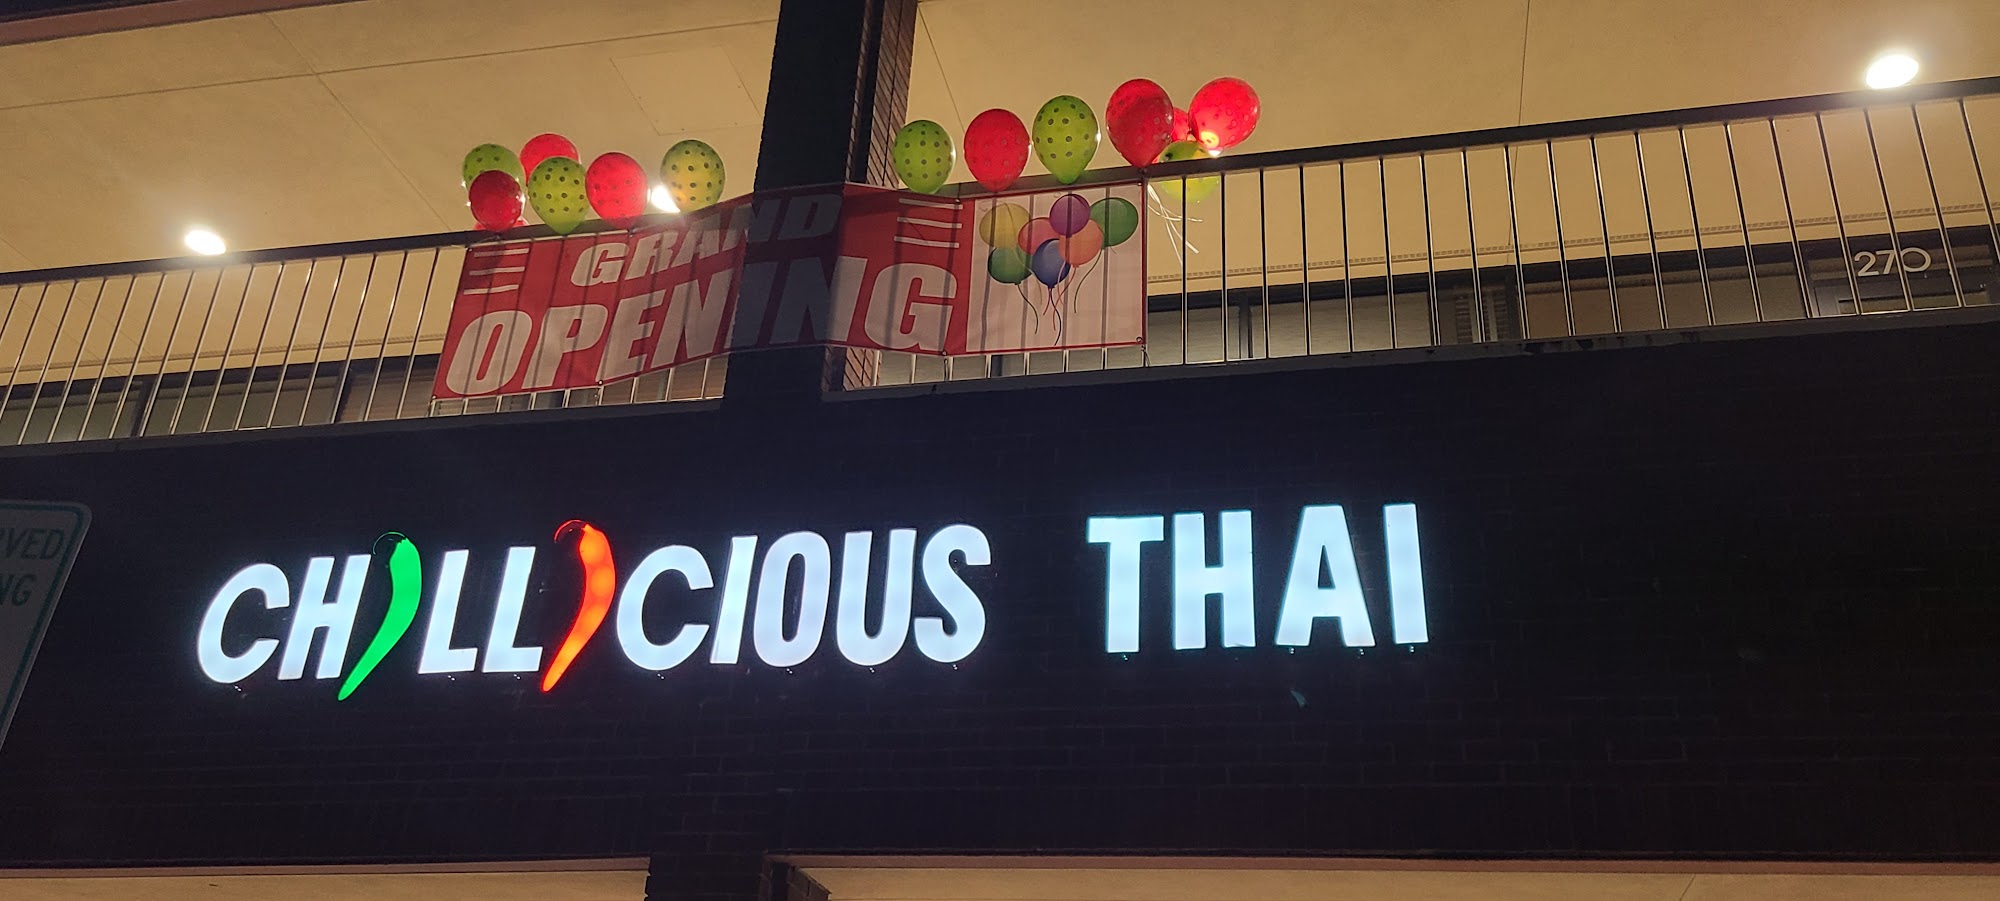 GRAND
OPENING
270
CHILLICIOUS THAI